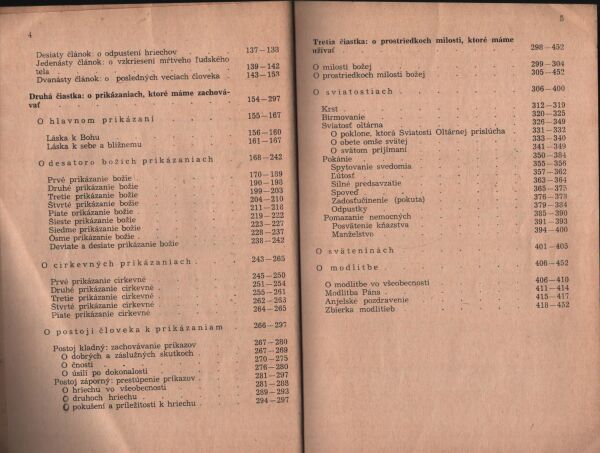 4
Desiaty článok: o odpustení hriechov . . . . 137—138
Jedenásty článok: o vzkriesení mŕtveho ľudského
tela . . . . 139—142
Dvanásty článok: o posledných veciach človeka . . 143—153
Druhá čiastka: o prikázaniach, ktoré máme zachová-
vať . . . . 154—297
O hlavnom prikázaní . . . . 155—167
Láska k Bohu . . . . 156—160
Láska k sebe a bližnemu . . . . 161—167
O desatoro božích prikázaniach . . . . 168—242
Prvé prikázanie božie . . . . 170—189
Druhé prikázanie božie . . . . 190—198
Tretie prikázanie božie . . . . 199—203
Štvrté prikázanie božie . . . . 204—210
Piate prikázanie božie . . . . 211—218
Šieste prikázanie božie . . . . 219—222
Siedme prikázanie božie . . . . 223—227
Ôsme prikázanie božie . . . . 228—237
Deviate a desiate prikázanie božie . . . . 238—242
O cirkevných prikázaniach . . . . 243—265
Prvé prikázanie cirkevné . . . . 245—250
Druhé prikázanie cirkevné . . . . 251—254
Tretie prikázanie cirkevné . . . . 255—261
Štvrté prikázanie cirkevné . . . . 262—263
Piate prikázanie cirkevné . . . . 264—265
O postoji človeka k prikázaniam . . . . 266—297
Postoj kladný: zachovávanie príkazov . . . . 267—280
O dobrých a záslužných skutkoch . . . . 267—269
O čnosti . . . . 270—275
O úsilí po dokonalosti . . . . 276—280
Postoj záporný: prestúpenie príkazov . . . . 281—297
O hriechu vo všeobecnosti . . . . 281—288
O druhoch hriechu . . . . 289—293
O pokušení a príležitosti k hriechu . . . . 294—297
5
Tretia čiastka: o prostriedkoch milosti, ktoré máme
užívať . . . . 298—452
O milosti božej . . . . 299—304
O prostriedkoch milosti božej . . . . 305—452
O sviatostiach . . . . 306—400
Krst . . . . 312—319
Birmovanie . . . . 320—325
Sviatosť oltárna . . . . 326—349
O poklone, ktorá Sviatosti Oltárnej prislúcha . . 331—332
O obete omše svätej . . . . 333—340
O svätom prijímaní . . . . 341—349
Pokánie . . . . 350—384
Spytovanie svedomia . . . . 355—356
Ľútosť . . . . 357—362
Silné predsavzatie . . . . 363—364
Spoveď . . . . 365—375
Zadosťučinenie (pokuta) . . . . 376—378
Odpustky . . . . 379—384
Pomazanie nemocných . . . . 385—390
Posvätenie kňazstva . . . . 391—393
Manželstvo . . . . 394—400
O sväteninách . . . . 401—405
O modlitbe . . . . 406—452
O modlitbe vo všeobecnosti . . . . 406—410
Modlitba Pána . . . . 411—414
Anjelské pozdravenie . . . . 415—417
Zbierka modlitieb . . . . 418—452